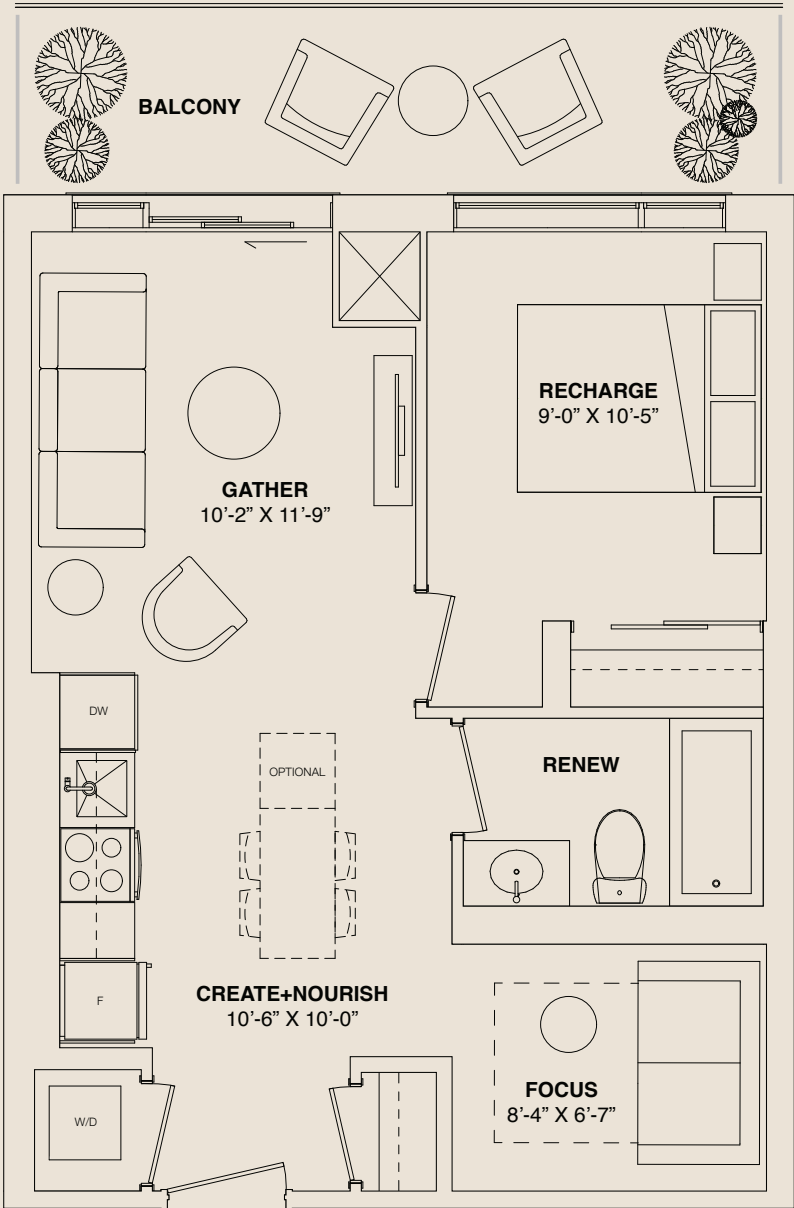 BALCONY
RECHARGE
9’-0” X 10’-5”
GATHER
10’-2” X 11’-9”
DW
OPTIONAL
RENEW
CREATE+NOURISH
10’-6” X 10’-0”
F
FOCUS
8’-4” X 6’-7”
W/D